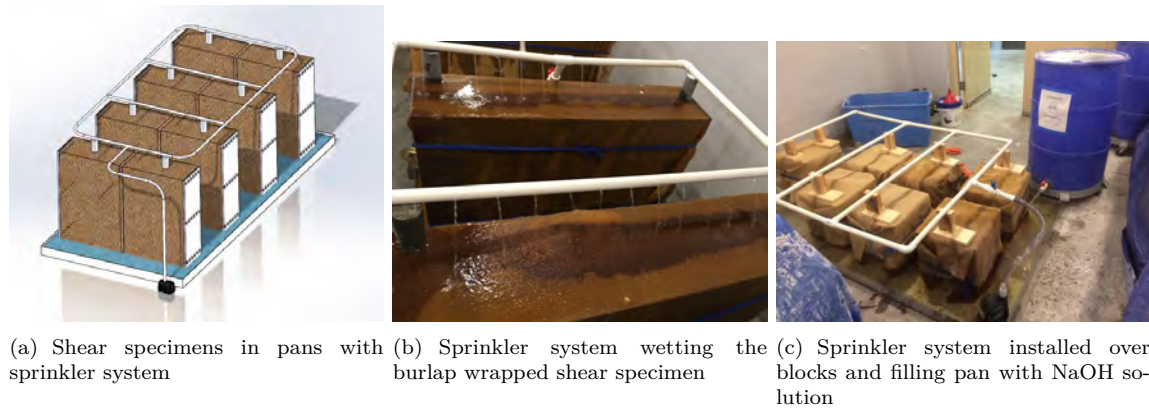 (a) Shear specimens in pans with
sprinkler system
(b) Sprinkler system wetting the
burlap wrapped shear specimen
(c) Sprinkler system installed over
blocks and filling pan with NaOH so-
lution